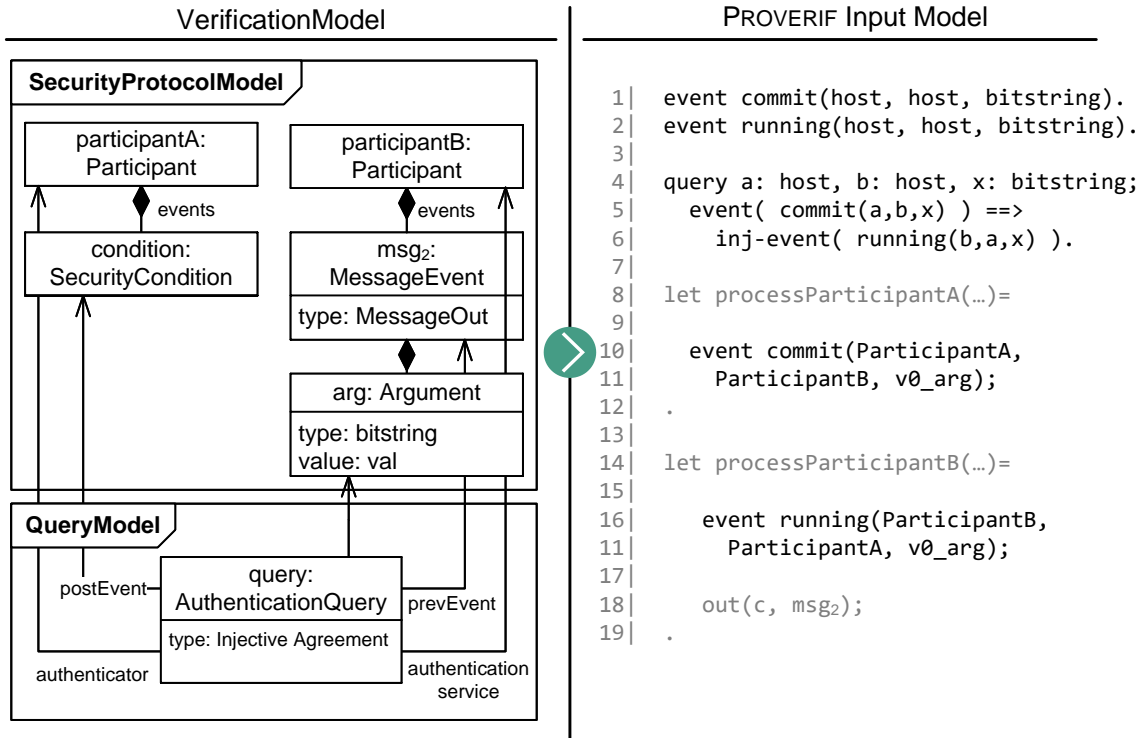 VerificationModel
SecurityProtocolModel
participantA:
Participant
participantB:
Participant
events
events
condition:
SecurityCondition
msg₂:
MessageEvent
type: MessageOut
arg: Argument
type: bitstring
value: val
QueryModel
query:
AuthenticationQuery
type: Injective Agreement
postEvent
prevEvent
authenticator
authentication
service
PROVERIF Input Model
1| event commit(host, host, bitstring).
2| event running(host, host, bitstring).
3|
4| query a: host, b: host, x: bitstring;
5| event( commit(a,b,x) ) ==>
6| inj-event( running(b,a,x) ).
7|
8| let processParticipantA(…)=
9|
10| event commit(ParticipantA,
11| ParticipantB, v0_arg);
12| .
13|
14| let processParticipantB(…)=
15|
16| event running(ParticipantB,
11| ParticipantA, v0_arg);
17|
18| out(c, msg₂);
19| .